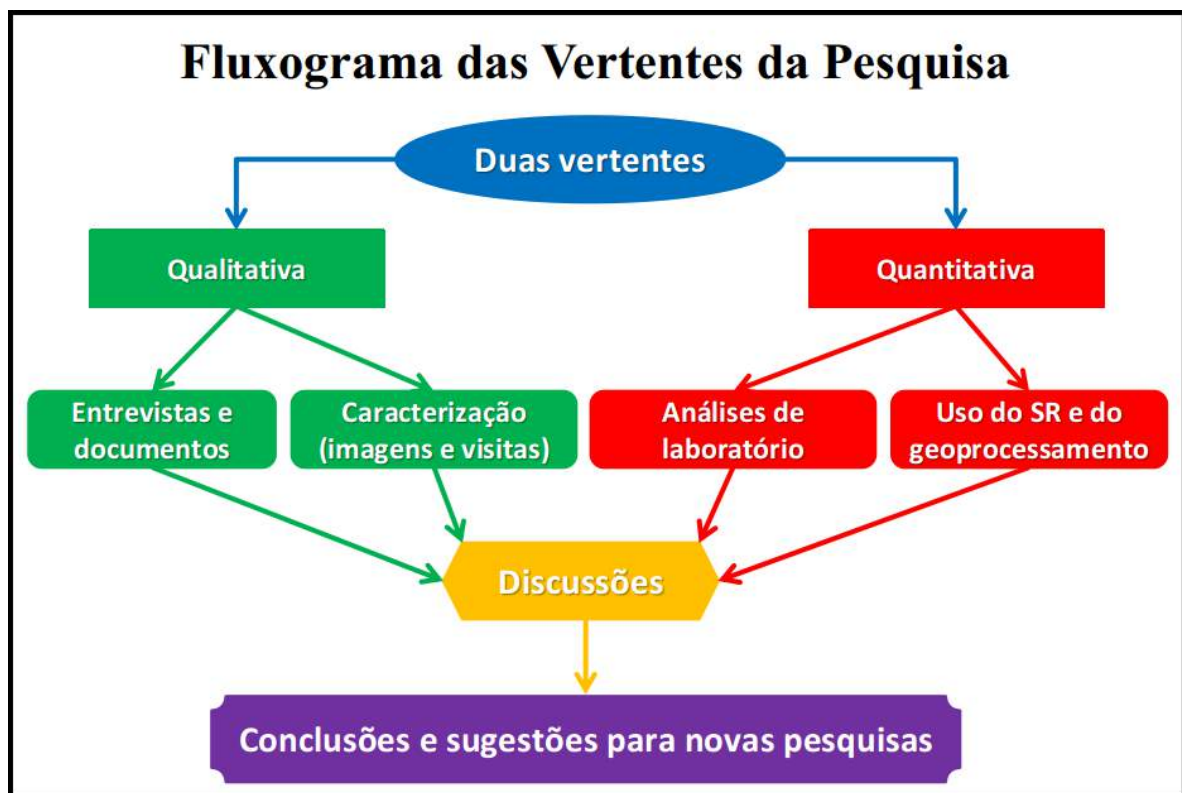 Fluxograma das Vertentes da Pesquisa
Duas vertentes
Qualitativa
Quantitativa
Entrevistas e
documentos
Caracterização
(imagens e visitas)
Análises de
laboratório
Uso do SR e do
geoprocessamento
Discussões
Conclusões e sugestões para novas pesquisas